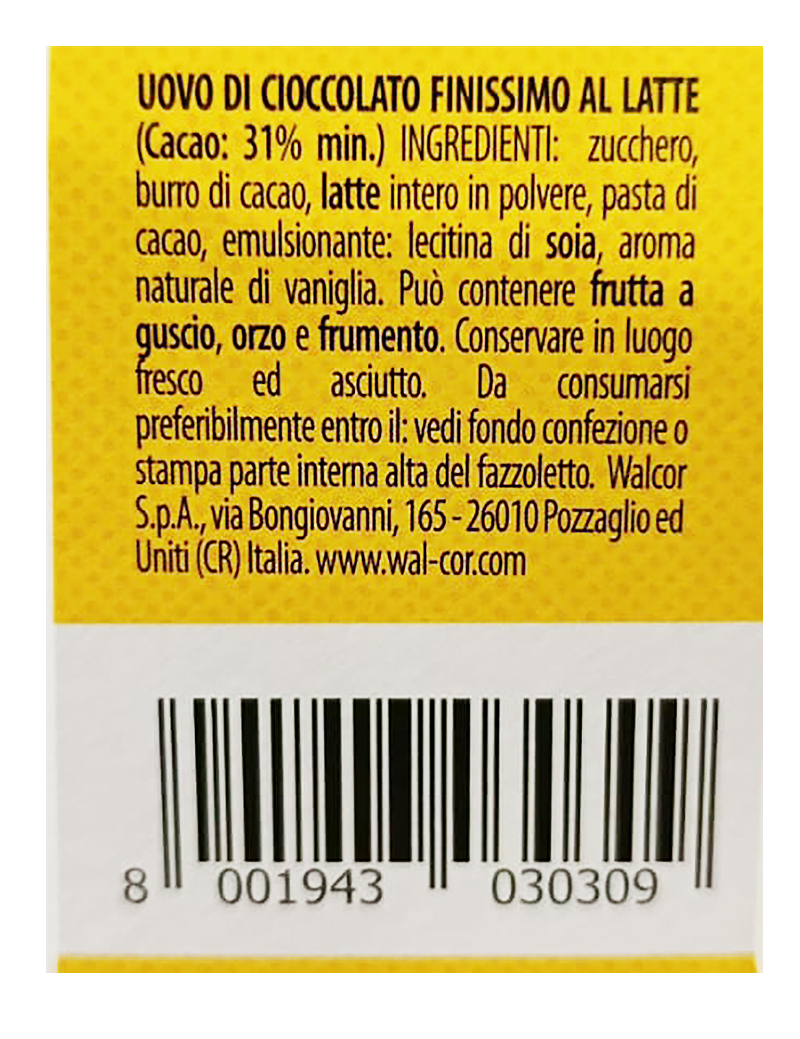 UOVO DI CIOCCOLATO FINISSIMO AL LATTE
(Cacao: 31% min.) INGREDIENTI: zucchero,
burro di cacao, latte intero in polvere, pasta di
cacao, emulsionante: lecitina di soia, aroma
naturale di vaniglia. Può contenere frutta a
guscio, orzo e frumento. Conservare in luogo
fresco ed asciutto. Da consumarsi
preferibilmente entro il: vedi fondo confezione o
stampa parte interna alta del fazzoletto. Walcor
S.p.A., via Bongiovanni, 165 - 26010 Pozzaglio ed
Uniti (CR) Italia. www.wal-cor.com
8 001943 030309